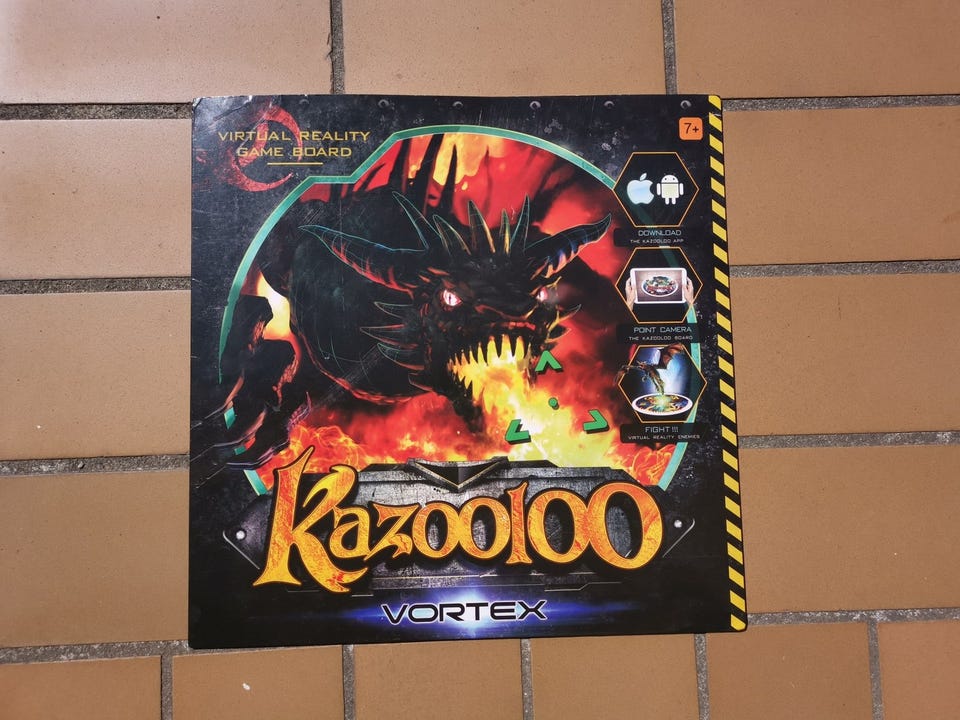 VIRTUAL REALITY
GAME BOARD
7+
DOWNLOAD
THE KAZOOLOO APP
POINT CAMERA
THE KAZOOLOO BOARD
FIGHT !!!
VIRTUAL REALITY ENEMIES
Kazooloo
VORTEX